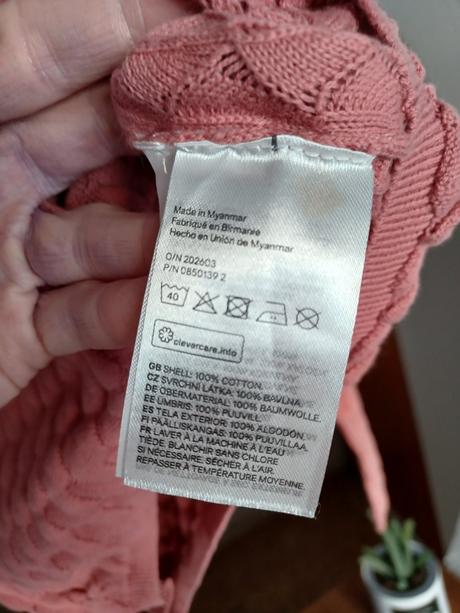 Made in Myanmar
Fabriqué en Birmanie
Hecho en Unión de Myanmar
O/N 202603
P/N 0850139 2
40
clevercare.info
GB SHELL: 100% COTTON.
CZ SVRCHNÍ LÁTKA: 100% BAVLNA.
DE OBERMATERIAL: 100% BAUMWOLLE.
EE ÜMBRIS: 100% PUUVILL.
ES TELA EXTERIOR: 100% ALGODÓN.
FI PÄÄLLISKANGAS: 100% PUUVILLAA.
FR LAVER À LA MACHINE À L'EAU
TIÈDE. BLANCHIR SANS CHLORE
SI NÉCESSAIRE. SÉCHER À L'AIR.
REPASSER À TEMPÉRATURE MOYENNE.